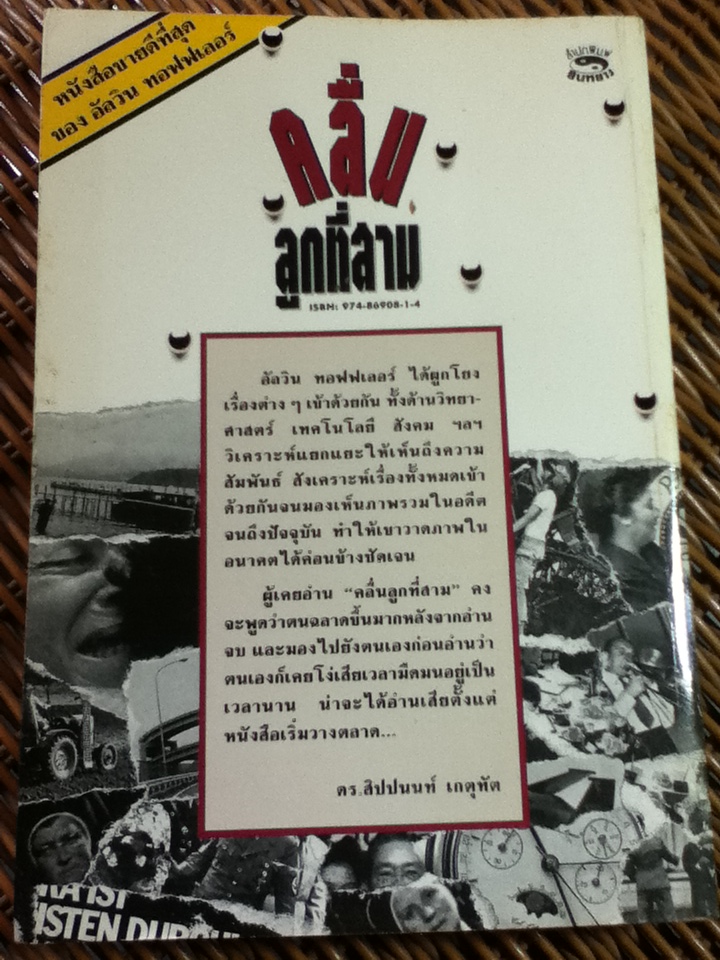 หนังสือขายดีที่สุด
ของ อัลวิน ทอฟฟเลอร์
สำนักพิมพ์
คลื่น
ลูกที่สาม
ISBN: 974-86908-1-4
อัลวิน ทอฟฟเลอร์ ได้ผูกโยง
เรื่องต่าง ๆ เข้าด้วยกัน ทั้งด้านวิทยา-
ศาสตร์ เทคโนโลยี สังคม ฯลฯ
วิเคราะห์แยกแยะให้เห็นถึงความ
สัมพันธ์ สังเคราะห์เรื่องทั้งหมดเข้า
ด้วยกันจนมองเห็นภาพรวมในอดีต
จนถึงปัจจุบัน ทำให้เขาวาดภาพใน
อนาคตได้ค่อนข้างชัดเจน
ผู้เคยอ่าน “คลื่นลูกที่สาม” คง
จะพูดว่าตนฉลาดขึ้นมากหลังจากอ่าน
จบ และมองไปยังตนเองก่อนอ่านว่า
ตนเองก็เคยโง่เสียเวลามืดมนอยู่เป็น
เวลานาน น่าจะได้อ่านเสียตั้งแต่
หนังสือเริ่มวางตลาด...
ดร.สิปปนนท์ เกตุทัต